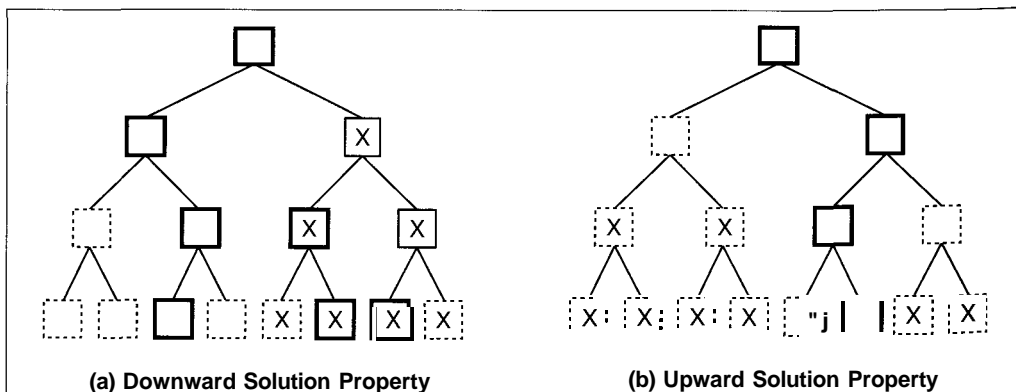 X
X X X X
X X X X X X X X
"j X X
(a) Downward Solution Property (b) Upward Solution Property